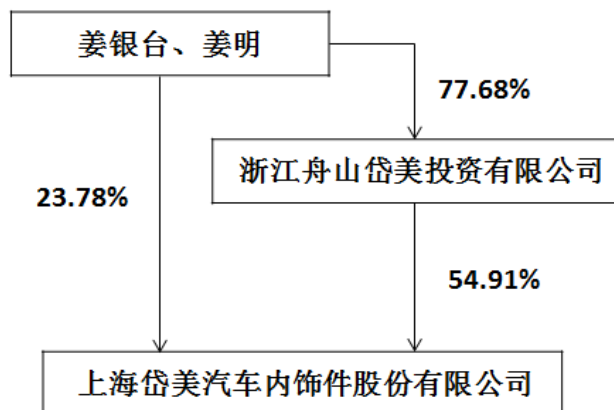 姜银台、姜明
77.68%
浙江舟山岱美投资有限公司
23.78%
54.91%
上海岱美汽车内饰件股份有限公司